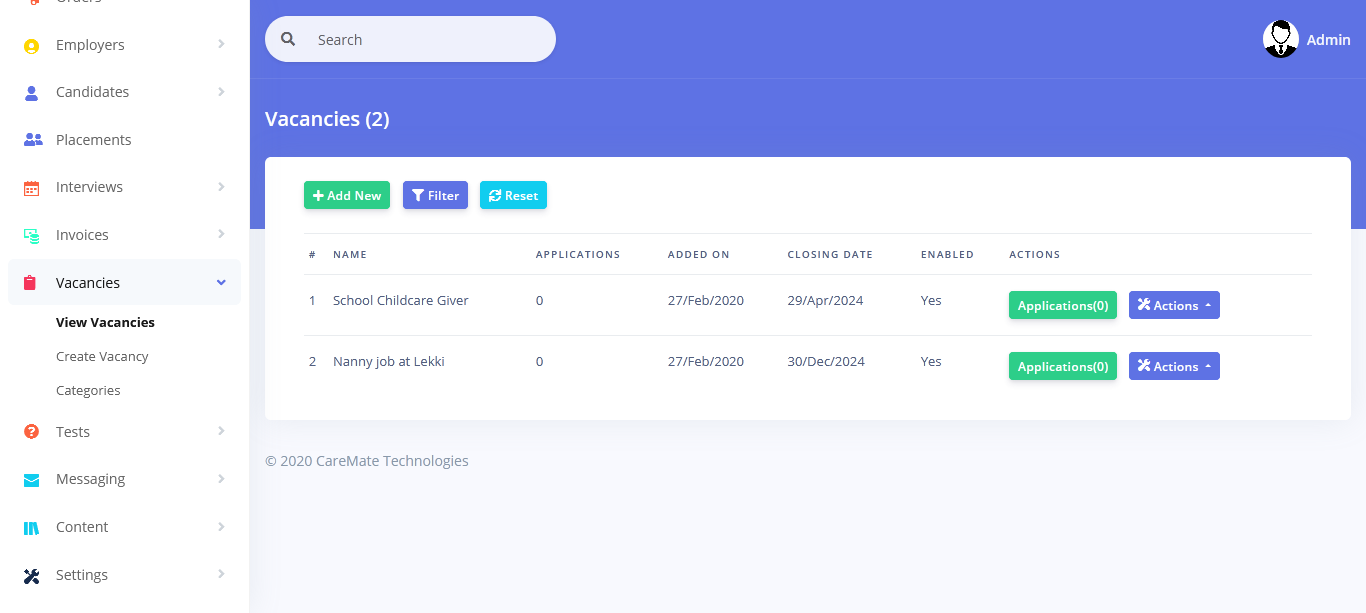 Orders
Employers
Candidates
Placements
Interviews
Invoices
Vacancies
View Vacancies
Create Vacancy
Categories
Tests
Messaging
Content
Settings
Search
Admin
Vacancies (2)
Add New Filter Reset
# NAME APPLICATIONS ADDED ON CLOSING DATE ENABLED ACTIONS
1 School Childcare Giver 0 27/Feb/2020 29/Apr/2024 Yes Applications(0) Actions
2 Nanny job at Lekki 0 27/Feb/2020 30/Dec/2024 Yes Applications(0) Actions
© 2020 CareMate Technologies